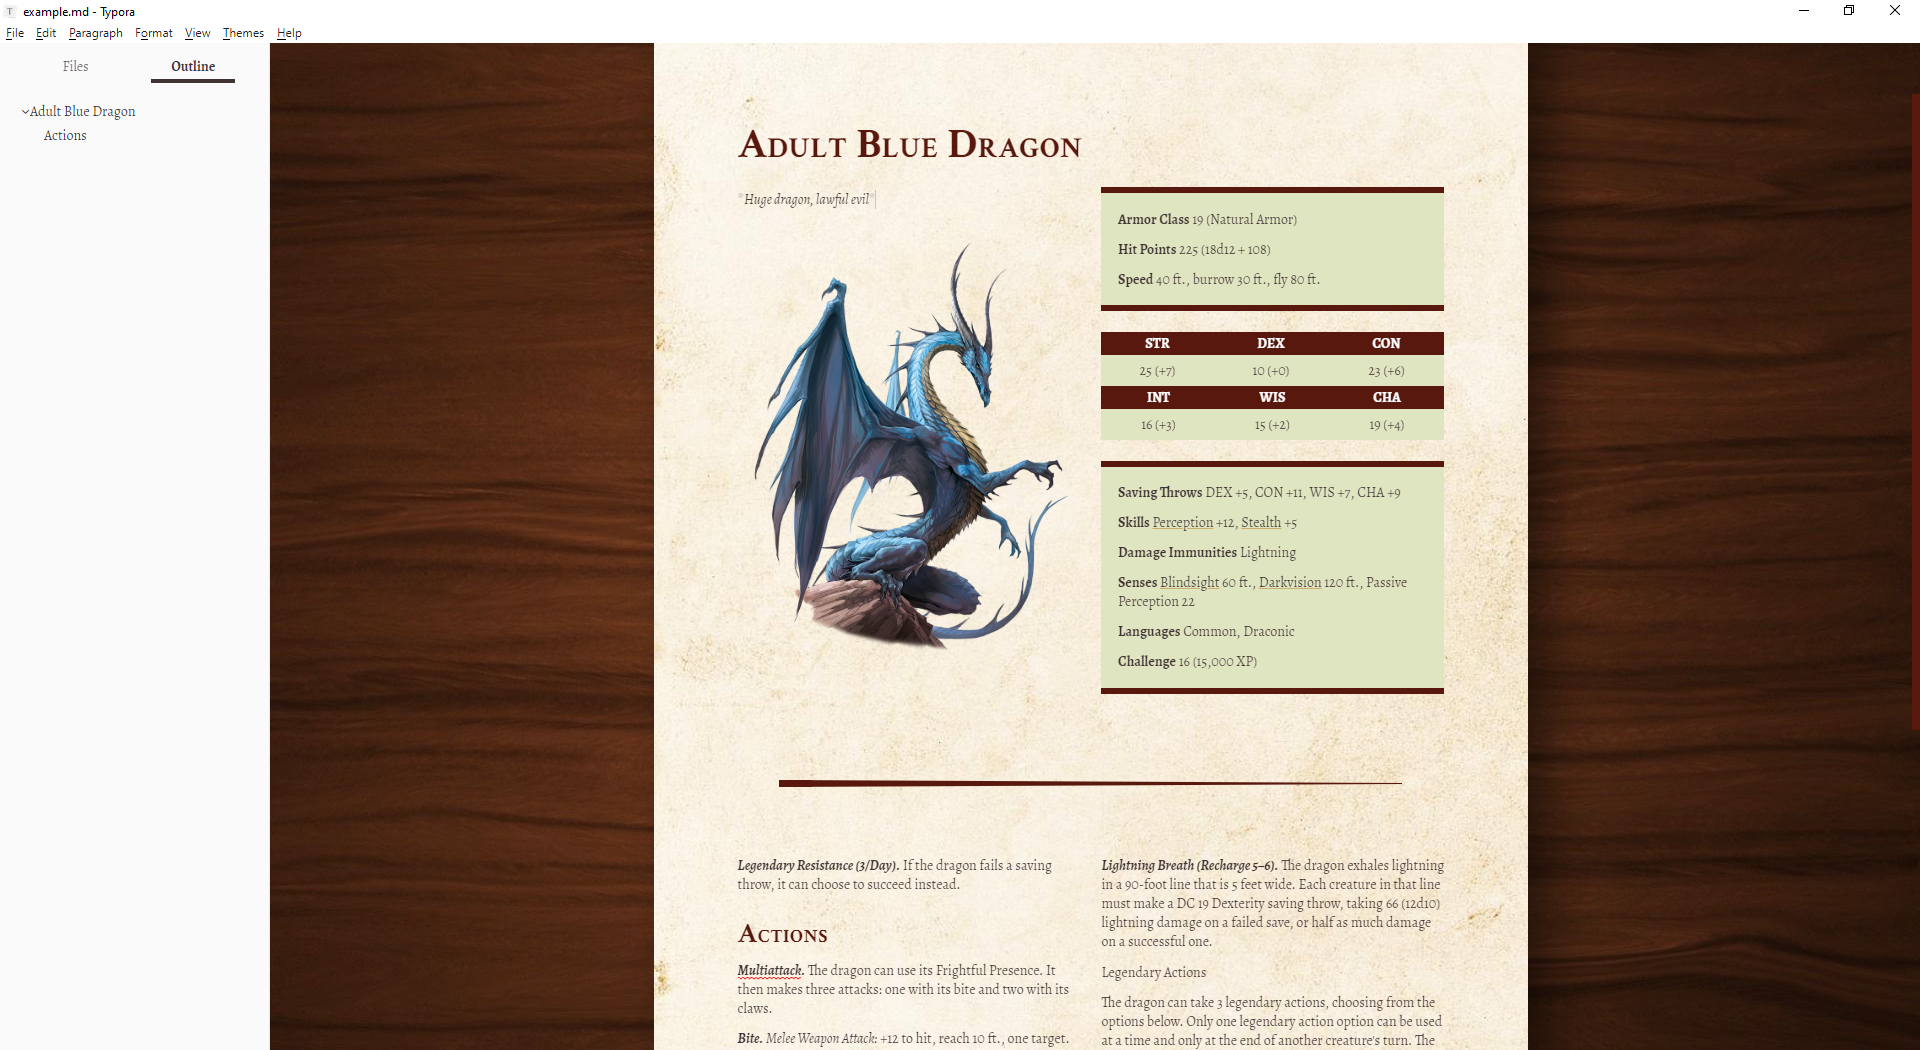 example.md - Typora
File Edit Paragraph Format View Themes Help
Files Outline
Adult Blue Dragon
Actions
Adult Blue Dragon
*Huge dragon, lawful evil*
Armor Class 19 (Natural Armor)
Hit Points 225 (18d12 + 108)
Speed 40 ft., burrow 30 ft., fly 80 ft.
STR DEX CON
25 (+7) 10 (+0) 23 (+6)
INT WIS CHA
16 (+3) 15 (+2) 19 (+4)
Saving Throws DEX +5, CON +11, WIS +7, CHA +9
Skills Perception +12, Stealth +5
Damage Immunities Lightning
Senses Blindsight 60 ft., Darkvision 120 ft., Passive
Perception 22
Languages Common, Draconic
Challenge 16 (15,000 XP)
Legendary Resistance (3/Day). If the dragon fails a saving
throw, it can choose to succeed instead.
Actions
Multiattack. The dragon can use its Frightful Presence. It
then makes three attacks: one with its bite and two with its
claws.
Bite. Melee Weapon Attack: +12 to hit, reach 10 ft., one target.
Lightning Breath (Recharge 5–6). The dragon exhales lightning
in a 90-foot line that is 5 feet wide. Each creature in that line
must make a DC 19 Dexterity saving throw, taking 66 (12d10)
lightning damage on a failed save, or half as much damage
on a successful one.
Legendary Actions
The dragon can take 3 legendary actions, choosing from the
options below. Only one legendary action option can be used
at a time and only at the end of another creature's turn. The